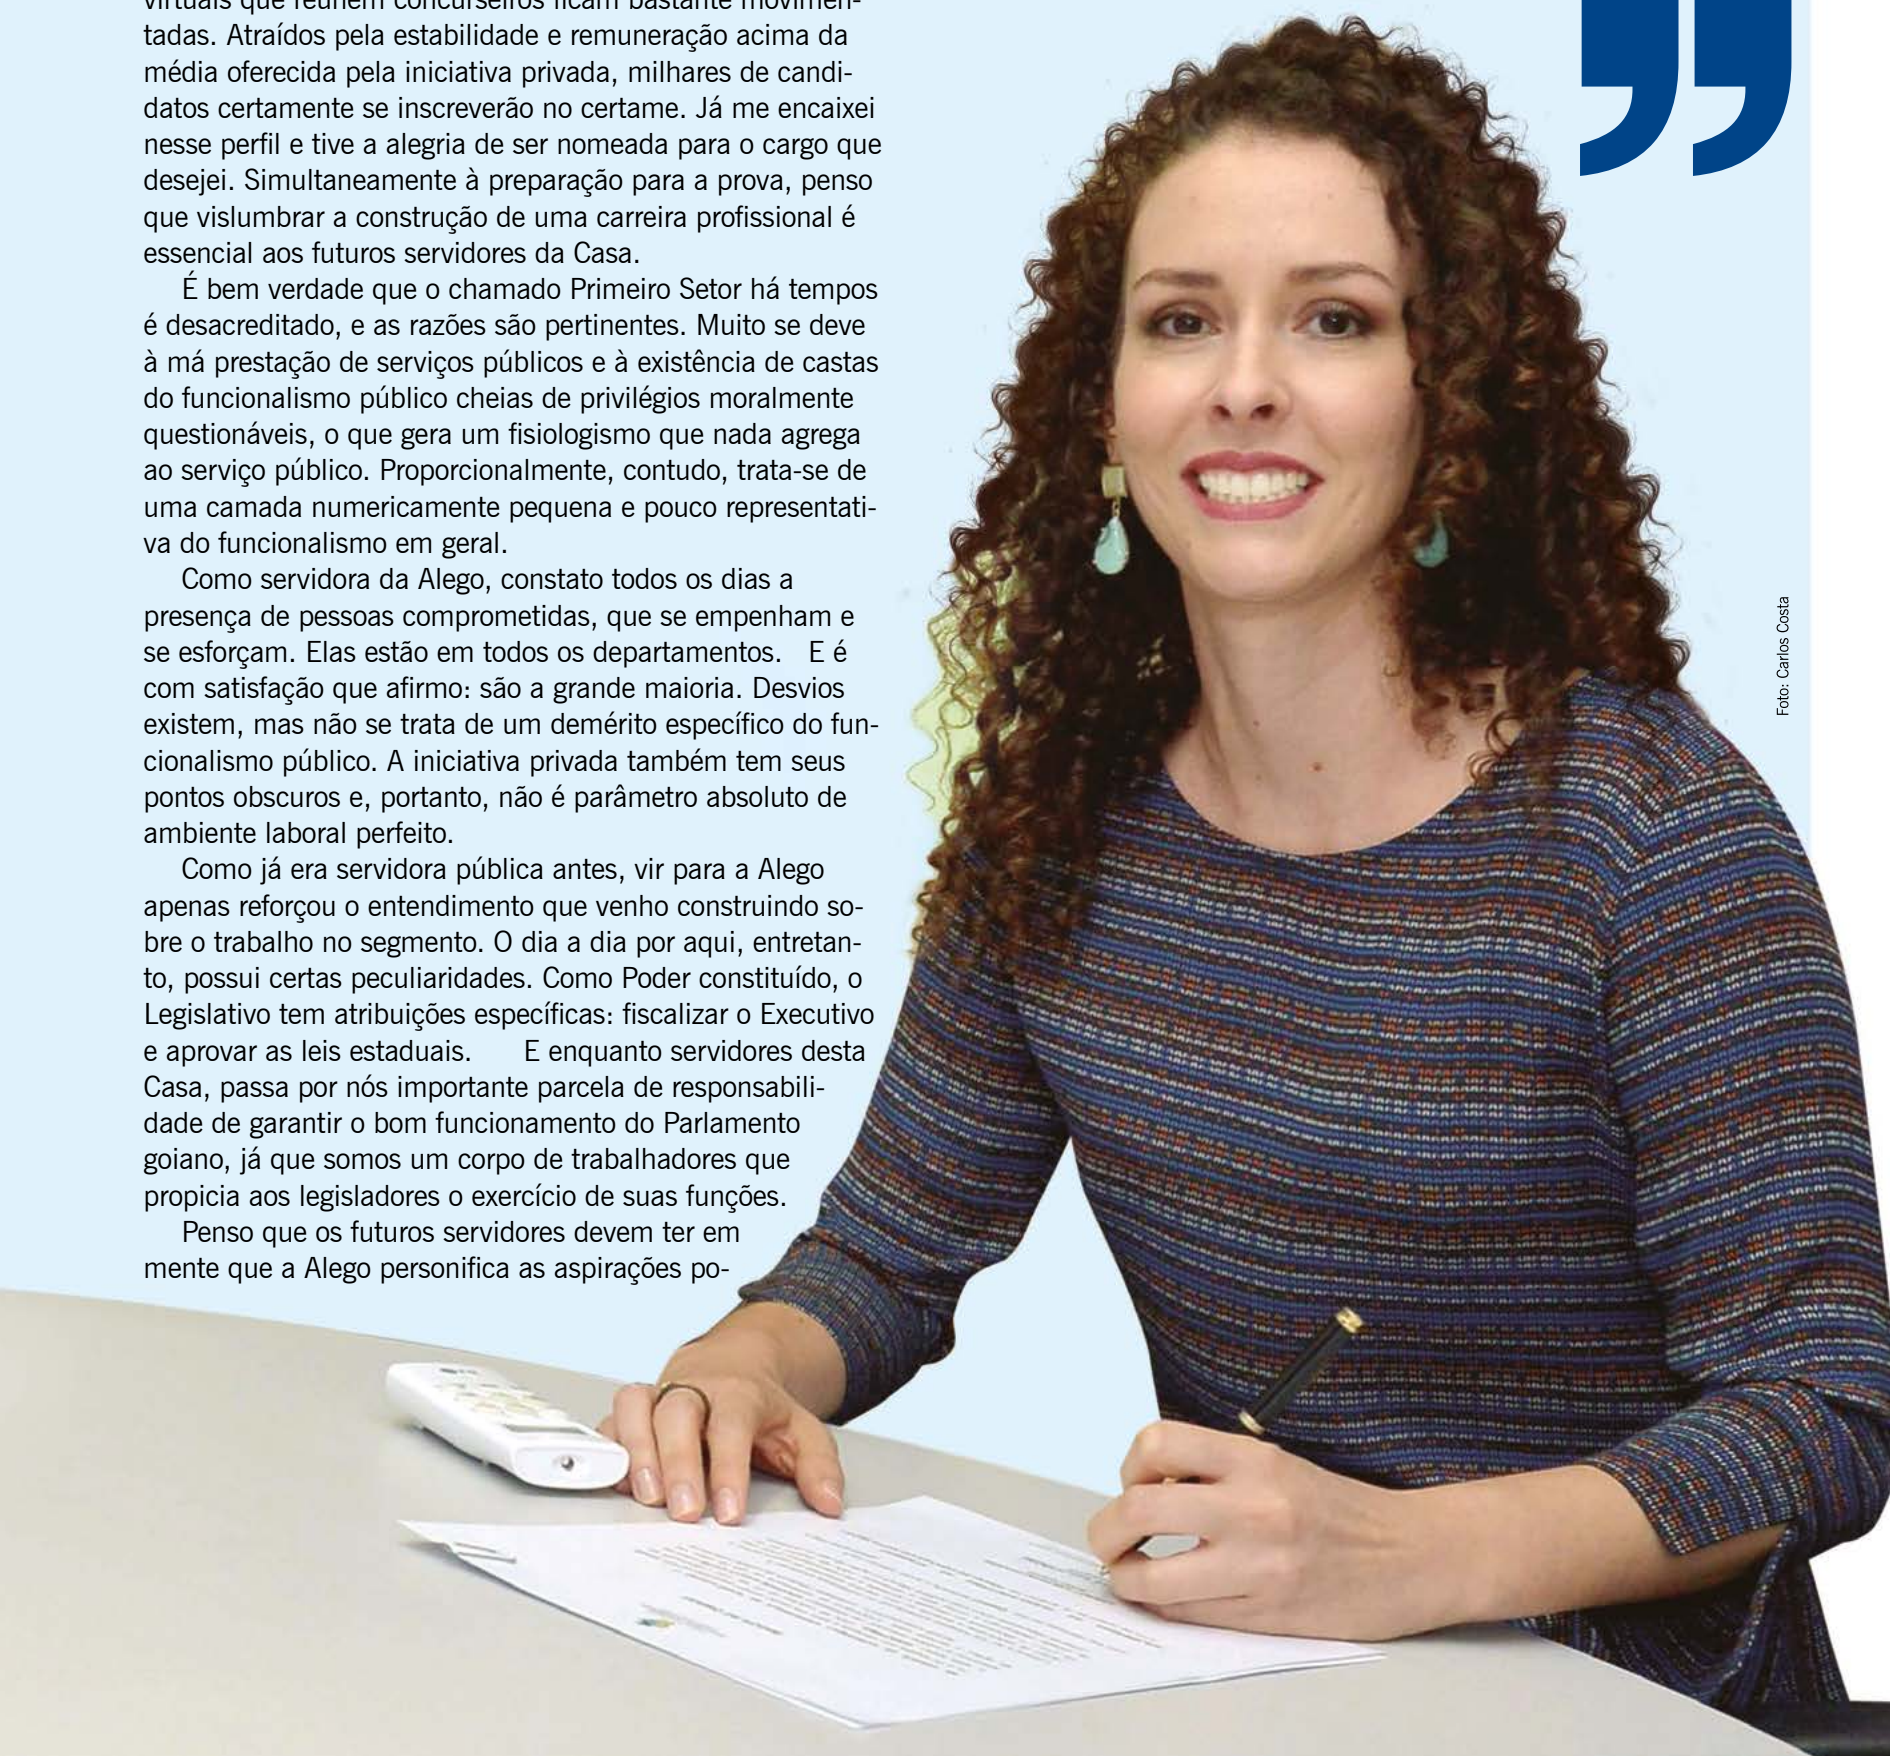 virtuais que reúnem concurseiros ficam bastante movimen-
tadas. Atraídos pela estabilidade e remuneração acima da
média oferecida pela iniciativa privada, milhares de candi-
datos certamente se inscreverão no certame. Já me encaixei
nesse perfil e tive a alegria de ser nomeada para o cargo que
desejei. Simultaneamente à preparação para a prova, penso
que vislumbrar a construção de uma carreira profissional é
essencial aos futuros servidores da Casa.
É bem verdade que o chamado Primeiro Setor há tempos
é desacreditado, e as razões são pertinentes. Muito se deve
à má prestação de serviços públicos e à existência de castas
do funcionalismo público cheias de privilégios moralmente
questionáveis, o que gera um fisiologismo que nada agrega
ao serviço público. Proporcionalmente, contudo, trata-se de
uma camada numericamente pequena e pouco representati-
va do funcionalismo em geral.
Como servidora da Alego, constato todos os dias a
presença de pessoas comprometidas, que se empenham e
se esforçam. Elas estão em todos os departamentos. E é
com satisfação que afirmo: são a grande maioria. Desvios
existem, mas não se trata de um demérito específico do fun-
cionalismo público. A iniciativa privada também tem seus
pontos obscuros e, portanto, não é parâmetro absoluto de
ambiente laboral perfeito.
Como já era servidora pública antes, vir para a Alego
apenas reforçou o entendimento que venho construindo so-
bre o trabalho no segmento. O dia a dia por aqui, entretan-
to, possui certas peculiaridades. Como Poder constituído, o
Legislativo tem atribuições específicas: fiscalizar o Executivo
e aprovar as leis estaduais. E enquanto servidores desta
Casa, passa por nós importante parcela de responsabili-
dade de garantir o bom funcionamento do Parlamento
goiano, já que somos um corpo de trabalhadores que
propicia aos legisladores o exercício de suas funções.
Penso que os futuros servidores devem ter em
mente que a Alego personifica as aspirações po-
”
Foto: Carlos Costa